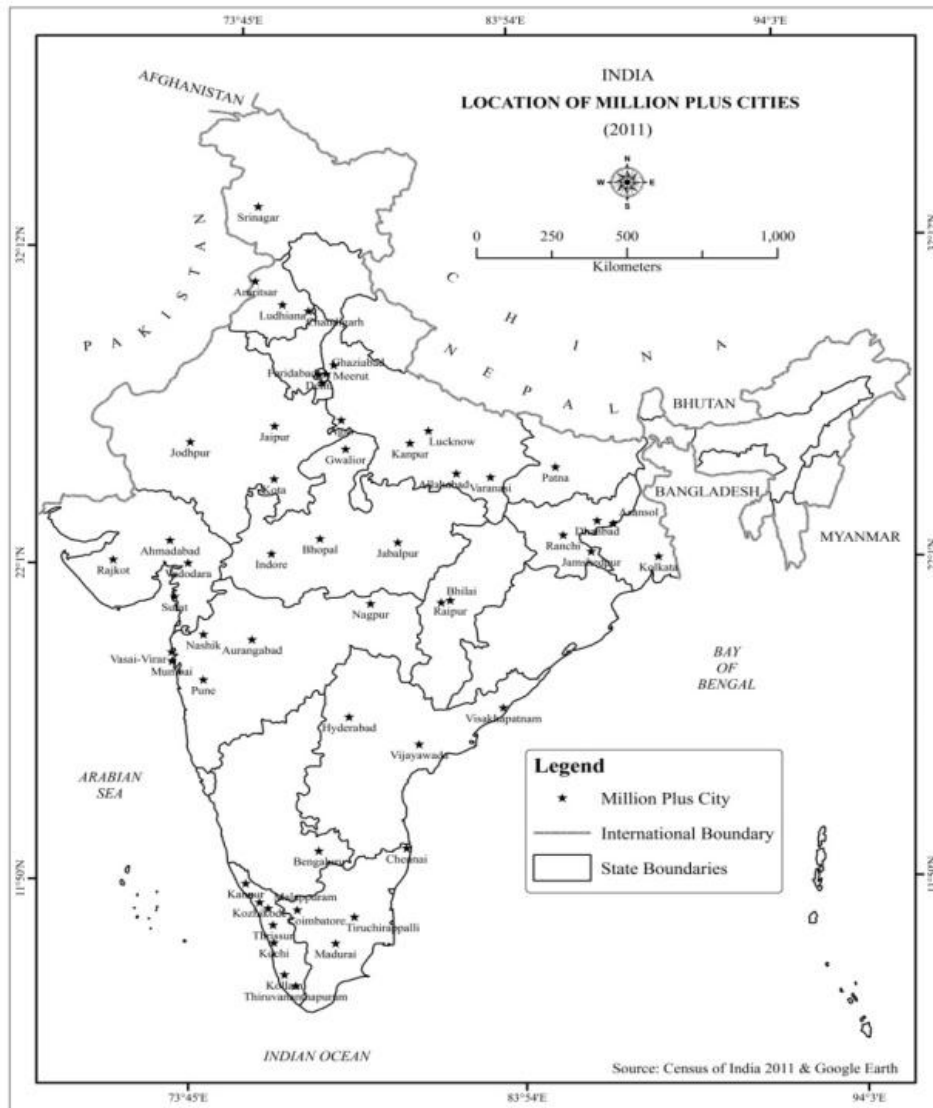 73°45'E 83°54'E 94°3'E
AFGHANISTAN
INDIA
LOCATION OF MILLION PLUS CITIES
(2011)
N
W E
S
0 250 500 1,000
Kilometers
Srinagar
32°12'N
PAKISTAN
CHINA
NEPAL
Amritsar
Ludhiana
Chandigarh
Ghaziabad
Faridabad
Meerut
BHUTAN
Jaipur
Lucknow
Jodhpur
Kanpur
Gwalior
Patna
Kota
Allahabad
Varanasi
BANGLADESH
Asansol
Dhanbad
MYANMAR
Ahmadabad
Bhopal
Jabalpur
Ranchi
22°1'N
Rajkot
Vadodara
Indore
Jamshedpur
Kolkata
Bhilai
Surat
Nagpur
Raipur
Nashik
Aurangabad
Vasai-Virar
Mumbai
BAY
OF
BENGAL
Pune
Hyderabad
Visakhapatnam
Vijayawada
ARABIAN
SEA
Legend
Million Plus City
International Boundary
State Boundaries
Bengaluru
Chennai
11°50'N
Malappuram
Kozhikode
Coimbatore
Tiruchirappalli
Thrissur
Kochi
Madurai
Kollam
Thiruvananthapuram
INDIAN OCEAN
Source: Census of India 2011 & Google Earth
73°45'E 83°54'E 94°3'E